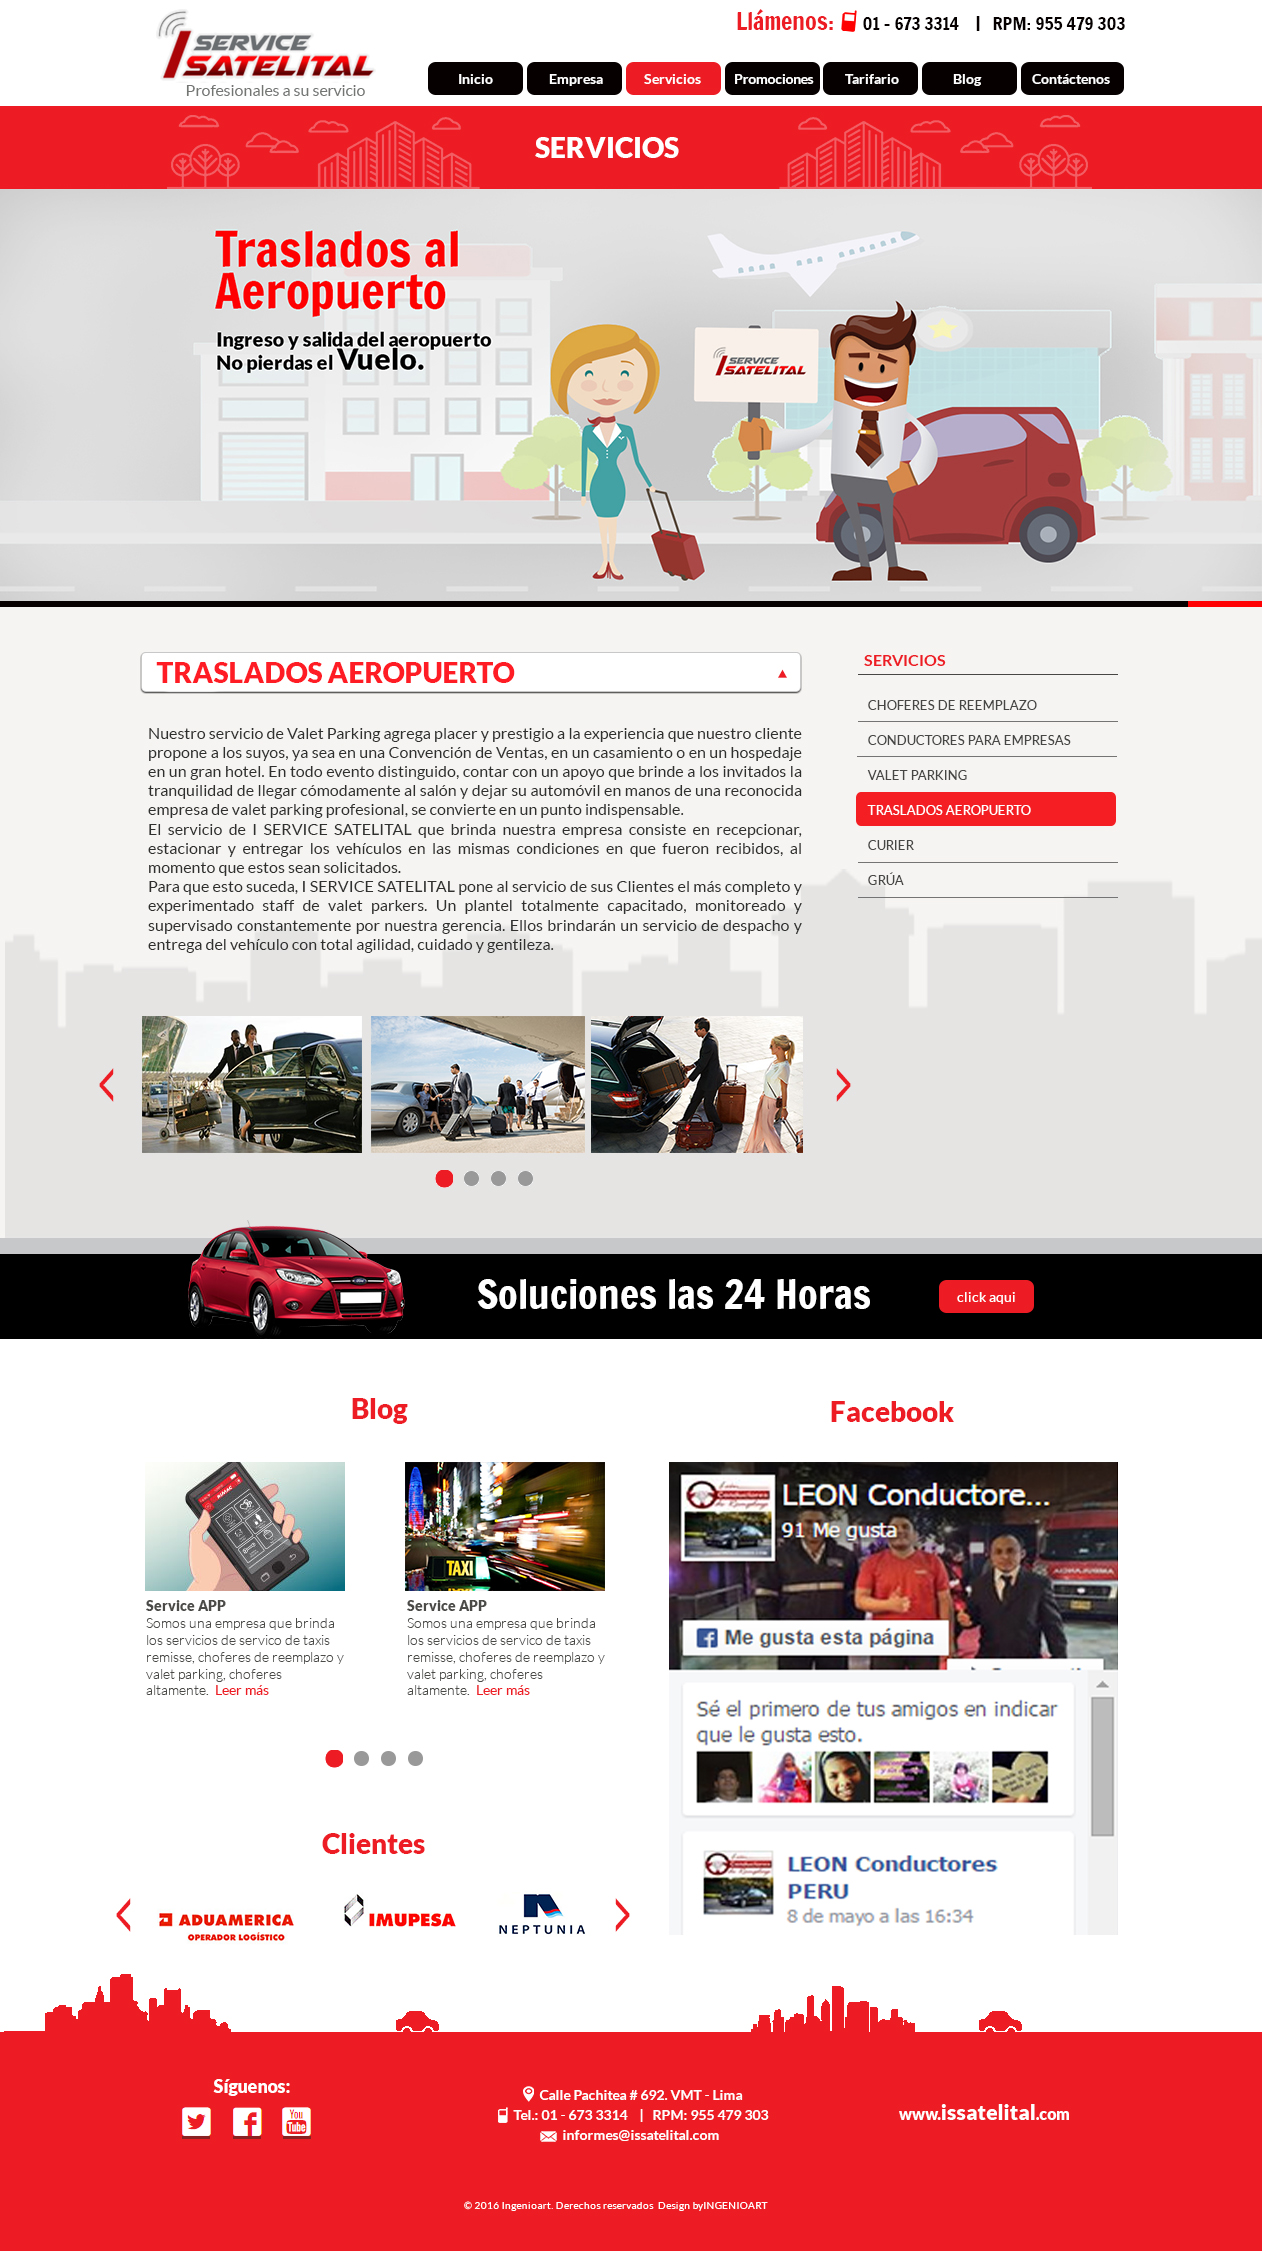 SERVICE
SATELITAL
Profesionales a su servicio
Llámenos: 01 - 673 3314 | RPM: 955 479 303
Inicio
Empresa
Servicios
Promociones
Tarifario
Blog
Contáctenos
SERVICIOS
Traslados al
Aeropuerto
Ingreso y salida del aeropuerto
No pierdas el Vuelo.
SERVICE
SATELITAL
TRASLADOS AEROPUERTO
Nuestro servicio de Valet Parking agrega placer y prestigio a la experiencia que nuestro cliente
propone a los suyos, ya sea en una Convención de Ventas, en un casamiento o en un hospedaje
en un gran hotel. En todo evento distinguido, contar con un apoyo que brinde a los invitados la
tranquilidad de llegar cómodamente al salón y dejar su automóvil en manos de una reconocida
empresa de valet parking profesional, se convierte en un punto indispensable.
El servicio de I SERVICE SATELITAL que brinda nuestra empresa consiste en recepcionar,
estacionar y entregar los vehículos en las mismas condiciones en que fueron recibidos, al
momento que estos sean solicitados.
Para que esto suceda, I SERVICE SATELITAL pone al servicio de sus Clientes el más completo y
experimentado staff de valet parkers. Un plantel totalmente capacitado, monitoreado y
supervisado constantemente por nuestra gerencia. Ellos brindarán un servicio de despacho y
entrega del vehículo con total agilidad, cuidado y gentileza.
SERVICIOS
CHOFERES DE REEMPLAZO
CONDUCTORES PARA EMPRESAS
VALET PARKING
TRASLADOS AEROPUERTO
CURIER
GRÚA
Soluciones las 24 Horas
click aqui
Blog
TAXI
Service APP
Somos una empresa que brinda
los servicios de servico de taxis
remisse, choferes de reemplazo y
valet parking, choferes
altamente. Leer más
Service APP
Somos una empresa que brinda
los servicios de servico de taxis
remisse, choferes de reemplazo y
valet parking, choferes
altamente. Leer más
Facebook
LEON Conductore...
91 Me gusta
Me gusta esta página
Sé el primero de tus amigos en indicar
que le gusta esto.
LEON Conductores
PERU
8 de mayo a las 16:34
Clientes
ADUAMERICA
OPERADOR LOGÍSTICO
IMUPESA
NEPTUNIA
Síguenos:
You
Tube
Calle Pachitea # 692. VMT - Lima
Tel.: 01 - 673 3314 | RPM: 955 479 303
informes@issatelital.com
www.issatelital.com
© 2016 Ingenioart. Derechos reservados Design byINGENIOART